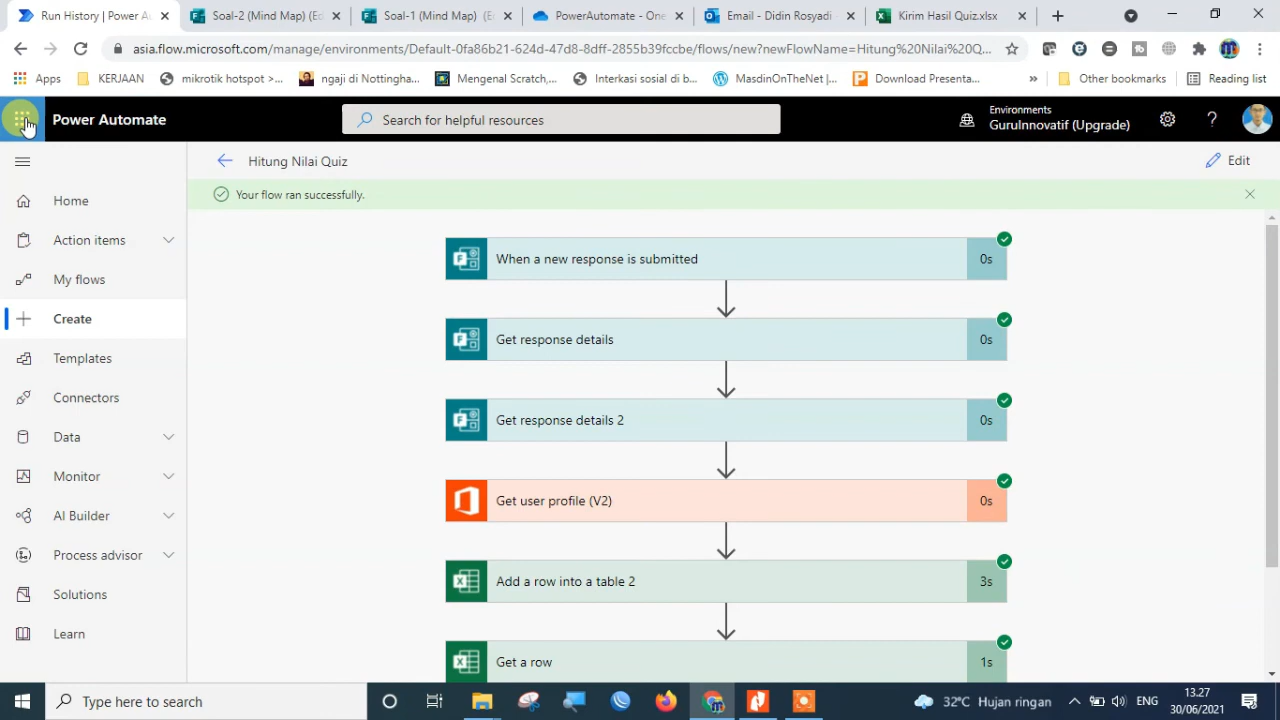 Run History | Power A
Soal-2 (Mind Map) (Ed
Soal-1 (Mind Map) (E
PowerAutomate - One
Email - Didin Rosyadi
Kirim Hasil Quiz.xlsx
asia.flow.microsoft.com/manage/environments/Default-0fa86b21-624d-47d8-8dff-2855b39fccbe/flows/new?newFlowName=Hitung%20Nilai%20Q...
Apps
KERJAAN
mikrotik hotspot >...
ngaji di Nottingha...
Mengenal Scratch,...
Interkasi sosial di b...
MasdinOnTheNet |...
Download Presenta...
»
Other bookmarks
Reading list
Power Automate
Search for helpful resources
Environments
GuruInnovatif (Upgrade)
Hitung Nilai Quiz
Edit
Your flow ran successfully.
Home
Action items
My flows
Create
Templates
Connectors
Data
Monitor
AI Builder
Process advisor
Solutions
Learn
When a new response is submitted
0s
Get response details
0s
Get response details 2
0s
Get user profile (V2)
0s
Add a row into a table 2
3s
Get a row
1s
Type here to search
32°C Hujan ringan
ENG
13.27
30/06/2021